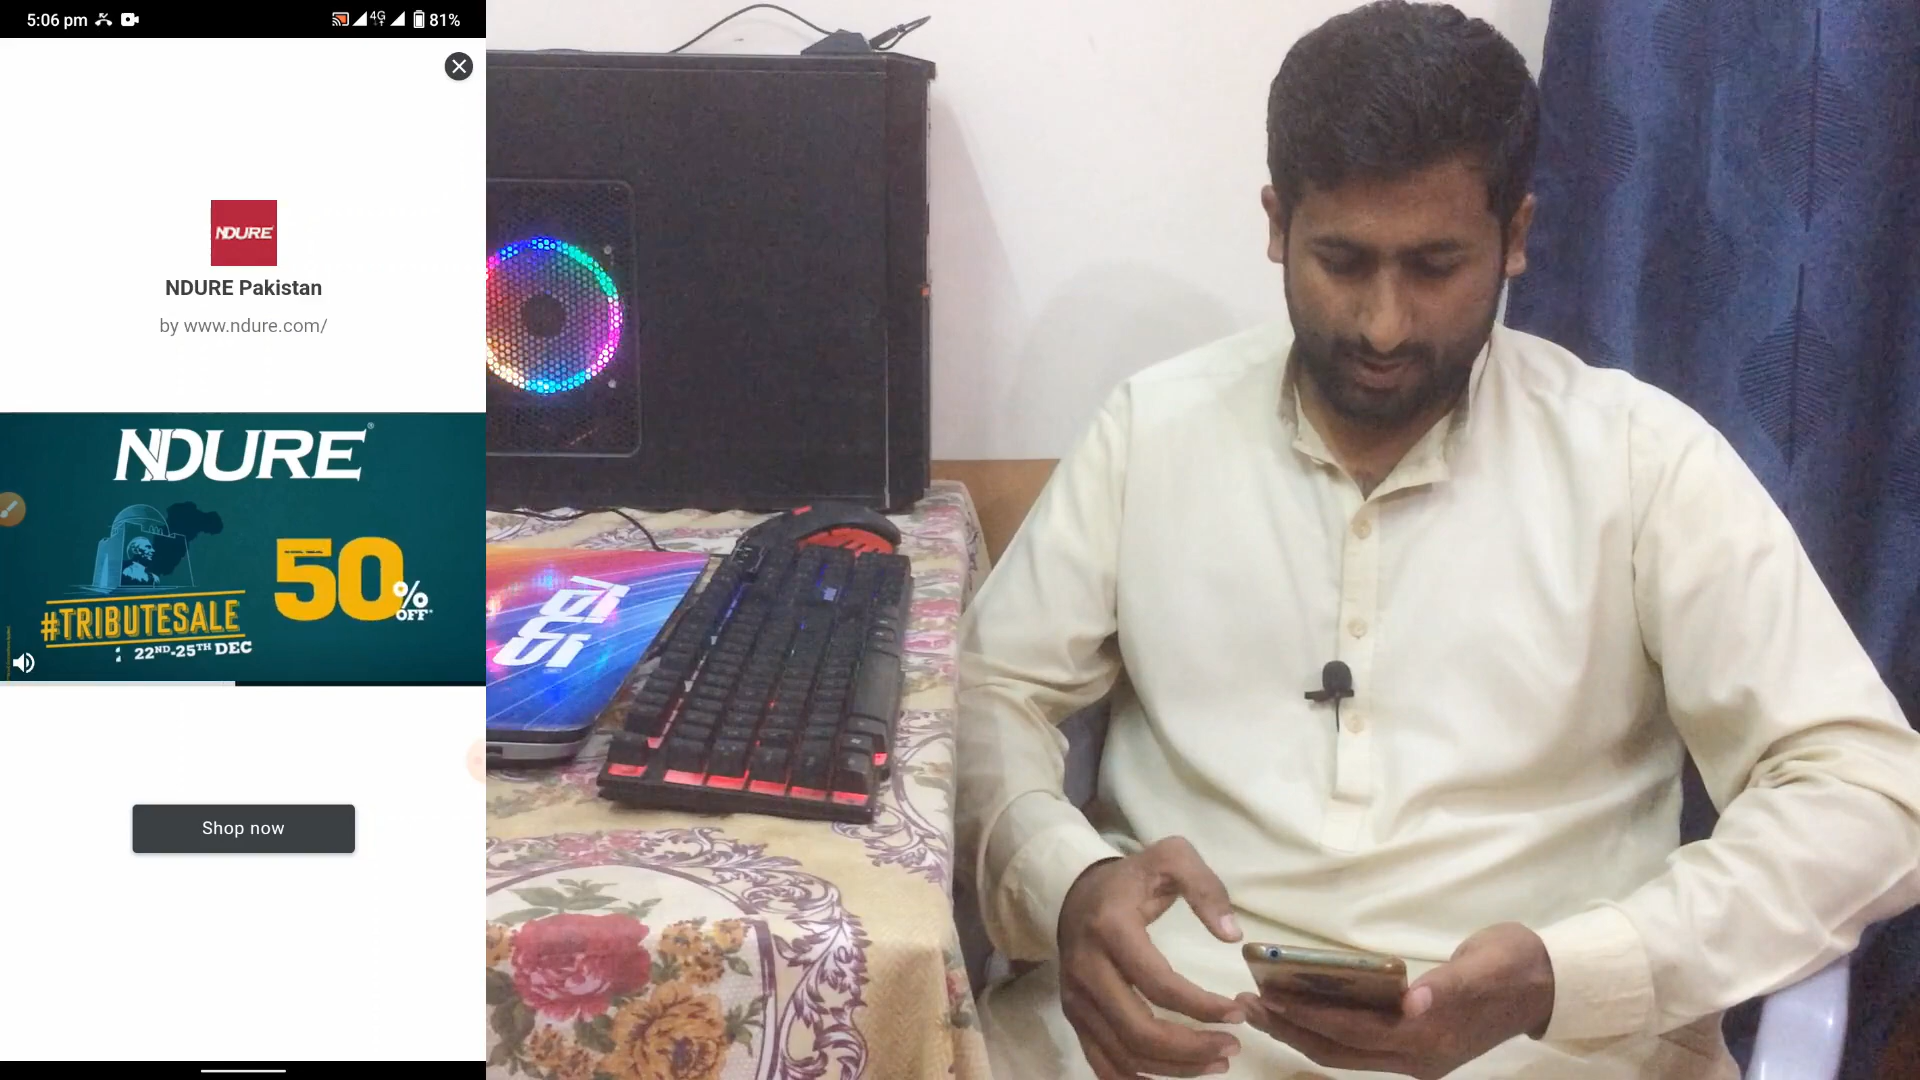 5:06 pm
4G
81%
NDURE
NDURE Pakistan
by www.ndure.com/
NDURE®
50% OFF*
#TRIBUTESALE
22ND-25TH DEC
Shop now